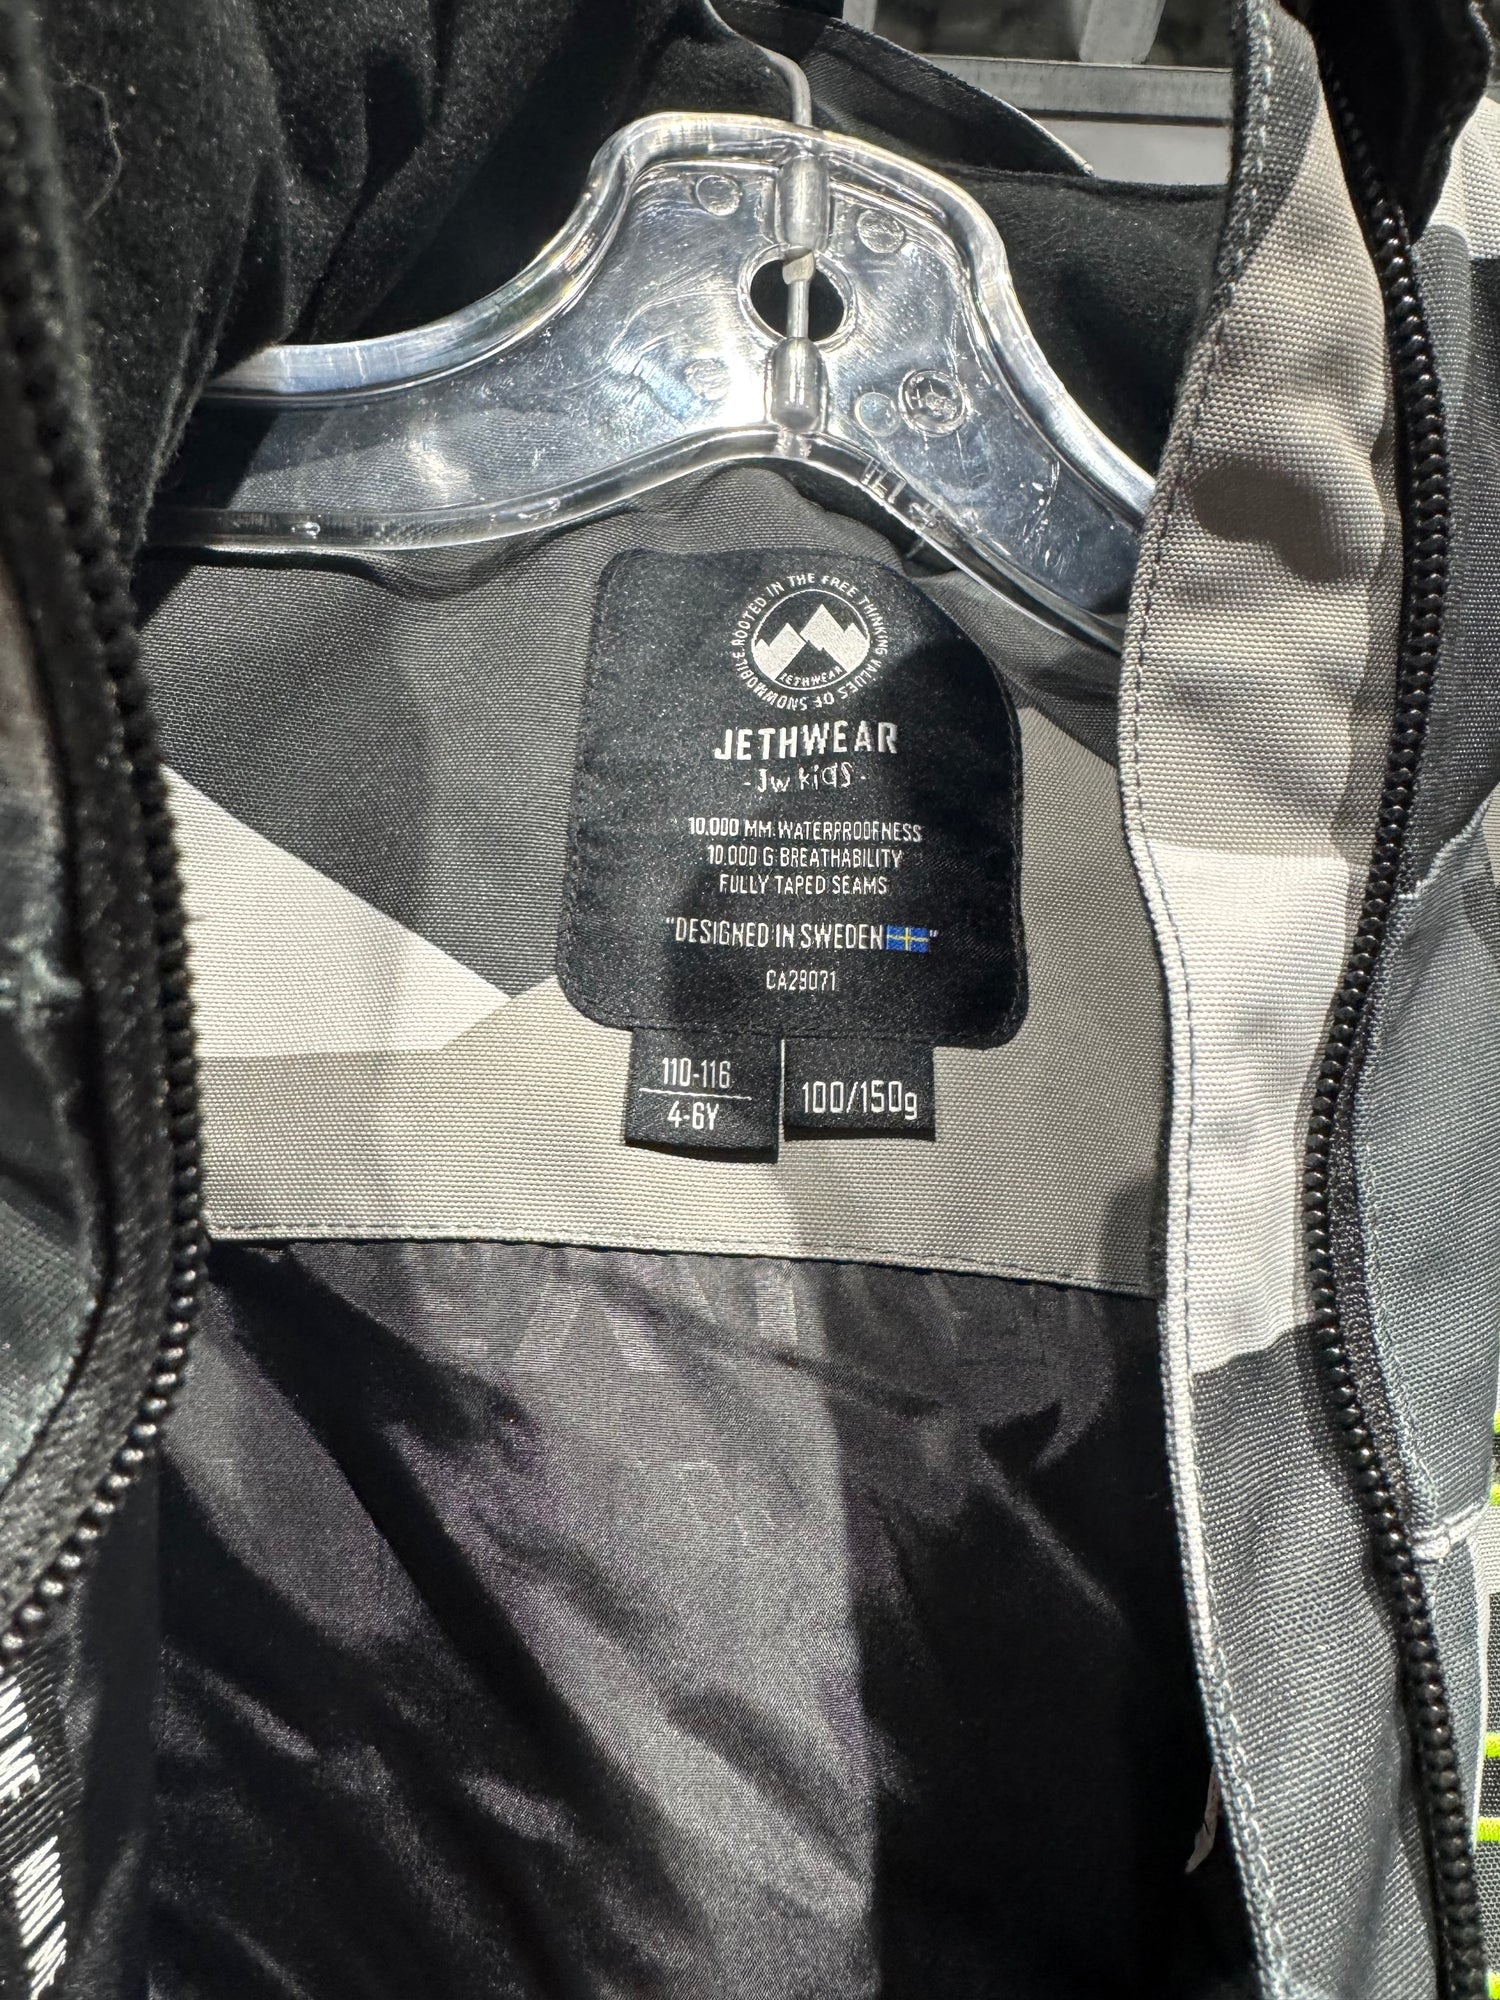 ROOTED IN THE FREE THINKING VALUES OF SNOWMOBILE.
JETHWEAR
JETHWEAR
- Jw kids -
10.000 MM.WATERPROOFNESS
10.000 G BREATHABILITY
FULLY TAPED SEAMS
"DESIGNED IN SWEDEN"
CA29071
110-116
4-6Y
100/150g